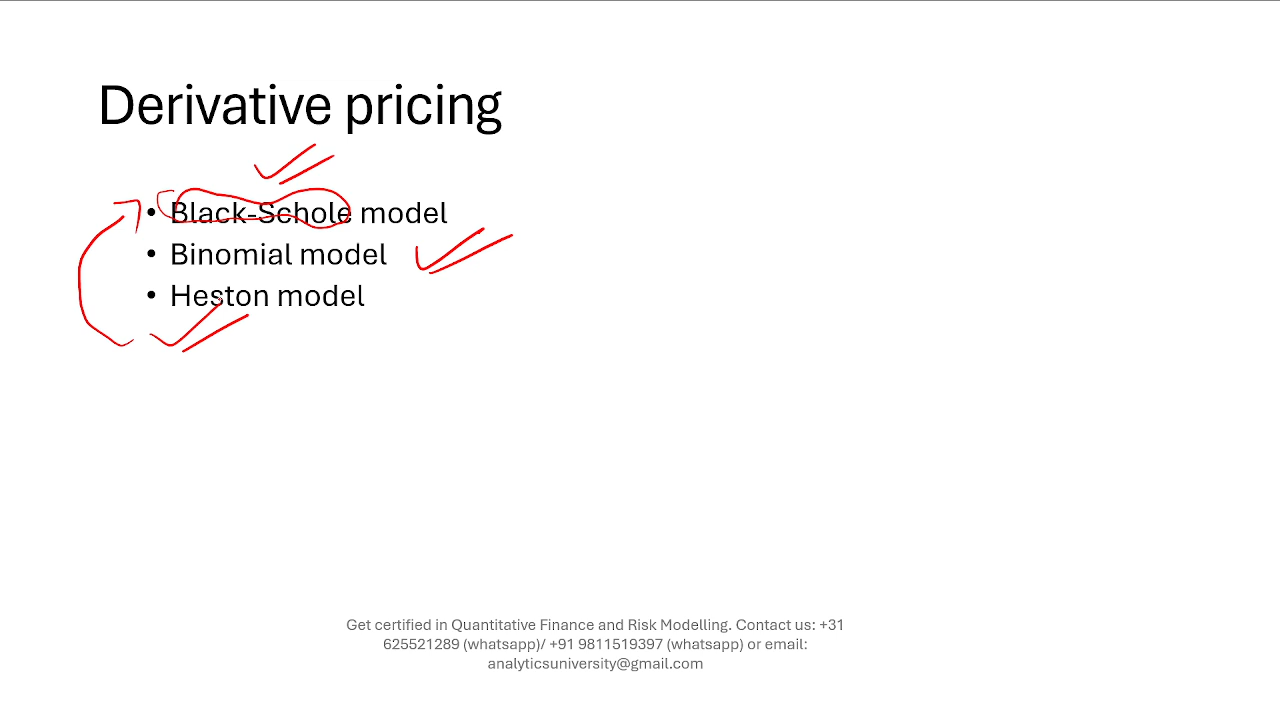 Derivative pricing
• Black-Schole model
• Binomial model
• Heston model
Get certified in Quantitative Finance and Risk Modelling. Contact us: +31
625521289 (whatsapp)/ +91 9811519397 (whatsapp) or email:
analyticsuniversity@gmail.com